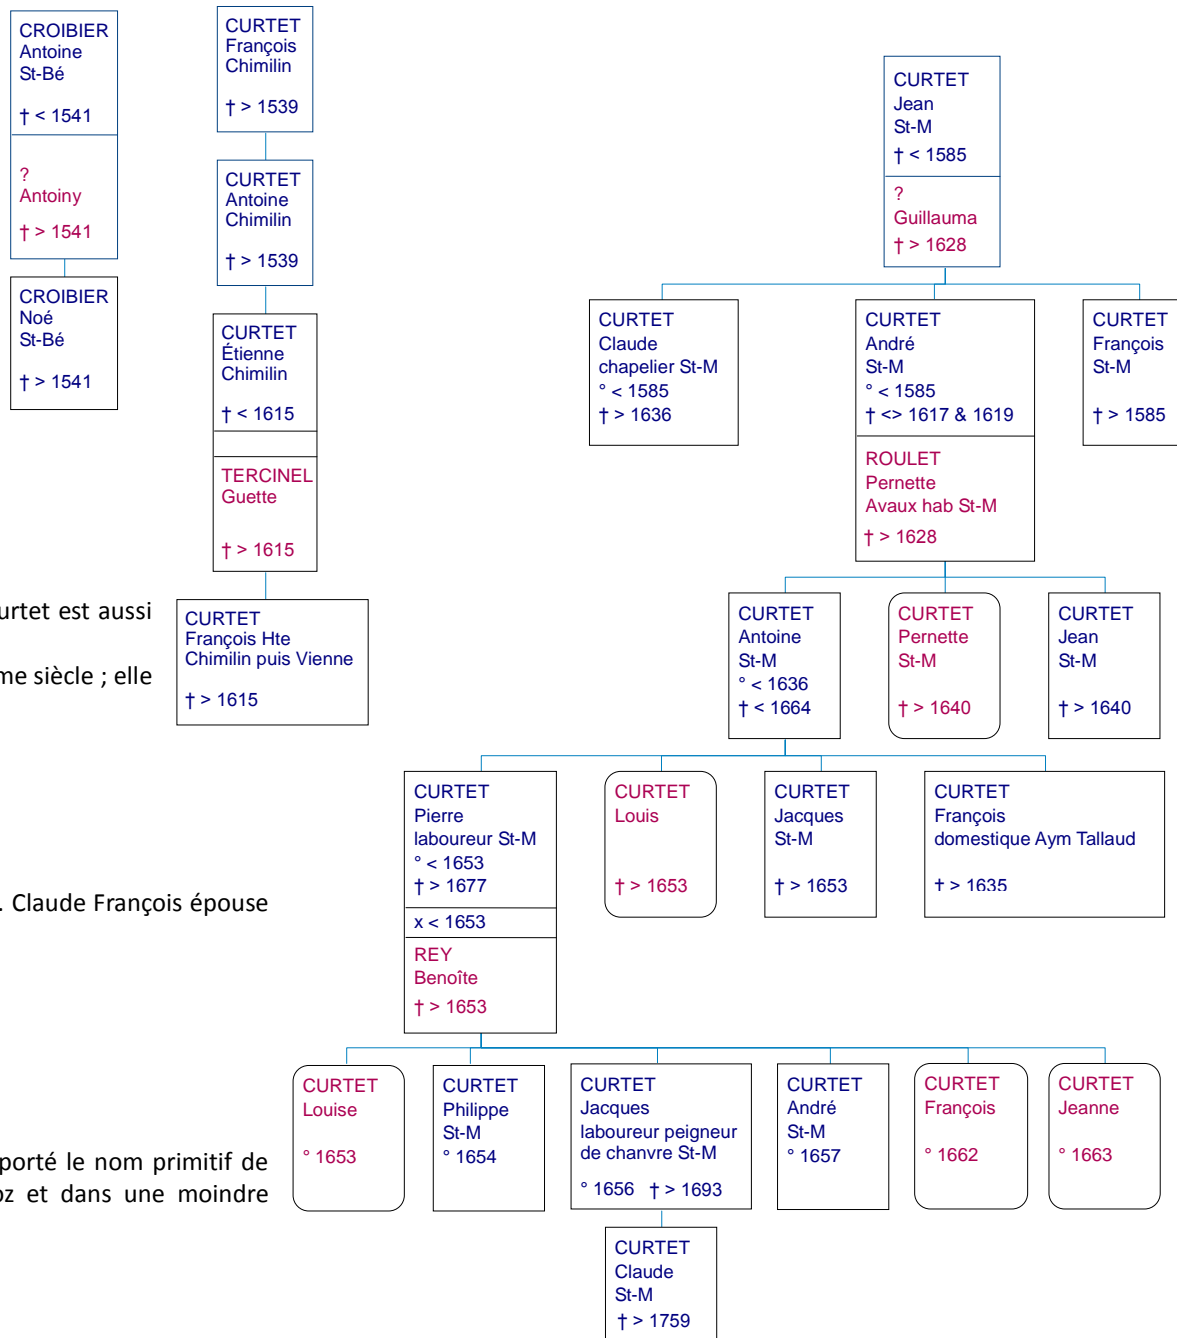 CROIBIER
Antoine
St-Bé
† < 1541
?
Antoiny
† > 1541
CROIBIER
Noé
St-Bé
† > 1541
CURTET
François
Chimilin
† > 1539
CURTET
Antoine
Chimilin
† > 1539
CURTET
Étienne
Chimilin
† < 1615
TERCINEL
Guette
† > 1615
CURTET
François Hte
Chimilin puis Vienne
† > 1615
CURTET
Jean
St-M
† < 1585
?
Guillauma
† > 1628
CURTET
Claude
chapelier St-M
° < 1585
† > 1636
CURTET
André
St-M
° < 1585
† <> 1617 & 1619
ROULET
Pernette
Avaux hab St-M
† > 1628
CURTET
François
St-M
† > 1585
CURTET
Antoine
St-M
° < 1636
† < 1664
CURTET
Pernette
St-M
† > 1640
CURTET
Jean
St-M
† > 1640
CURTET
Pierre
laboureur St-M
° < 1653
† > 1677
x < 1653
REY
Benoîte
† > 1653
CURTET
Louis
† > 1653
CURTET
Jacques
St-M
† > 1653
CURTET
François
domestique Aym Tallaud
† > 1635
CURTET
Louise
° 1653
CURTET
Philippe
St-M
° 1654
CURTET
Jacques
laboureur peigneur
de chanvre St-M
° 1656 † > 1693
CURTET
André
St-M
° 1657
CURTET
François
° 1662
CURTET
Jeanne
° 1663
CURTET
Claude
St-M
† > 1759
urtet est aussi
me siècle ; elle
. Claude François épouse
porté le nom primitif de
oz et dans une moindre